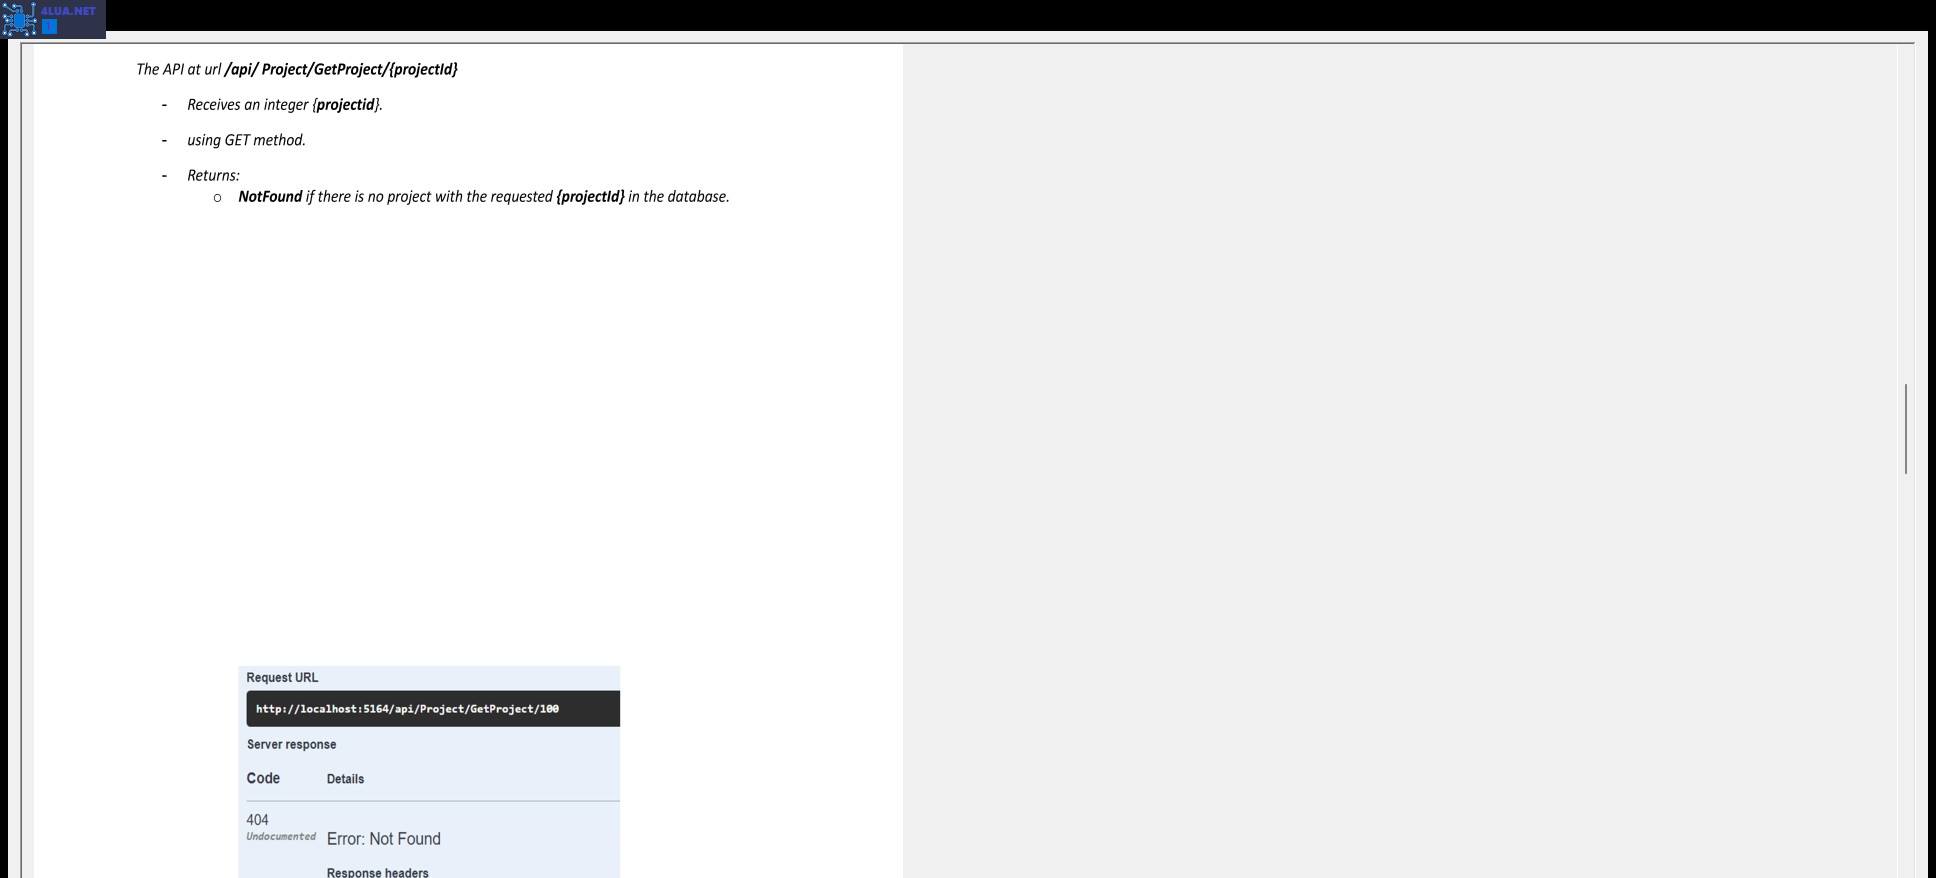 4LUA.NET
The API at url /api/ Project/GetProject/{projectId}
- Receives an integer {projectid}.
- using GET method.
- Returns:
o NotFound if there is no project with the requested {projectId} in the database.
Request URL
http://localhost:5164/api/Project/GetProject/100
Server response
Code Details
404
Undocumented Error: Not Found
Response headers